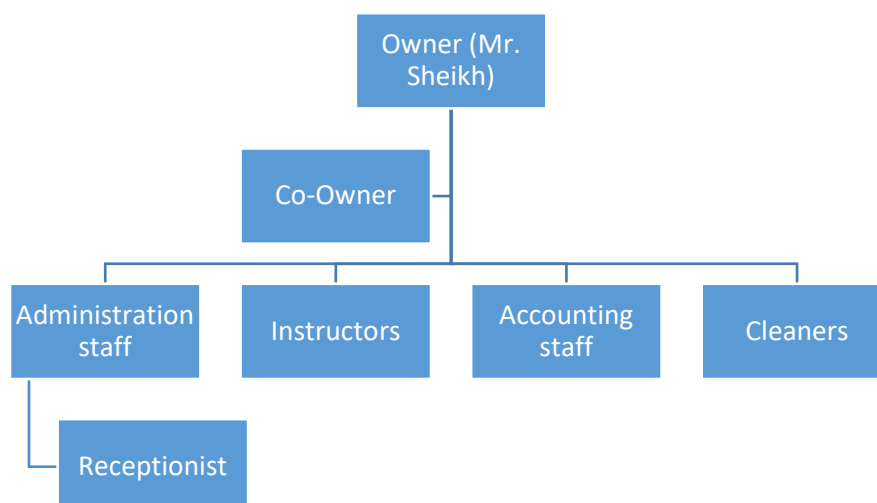 Owner (Mr.
Sheikh)
Co-Owner
Administration
staff
Instructors
Accounting
staff
Cleaners
Receptionist